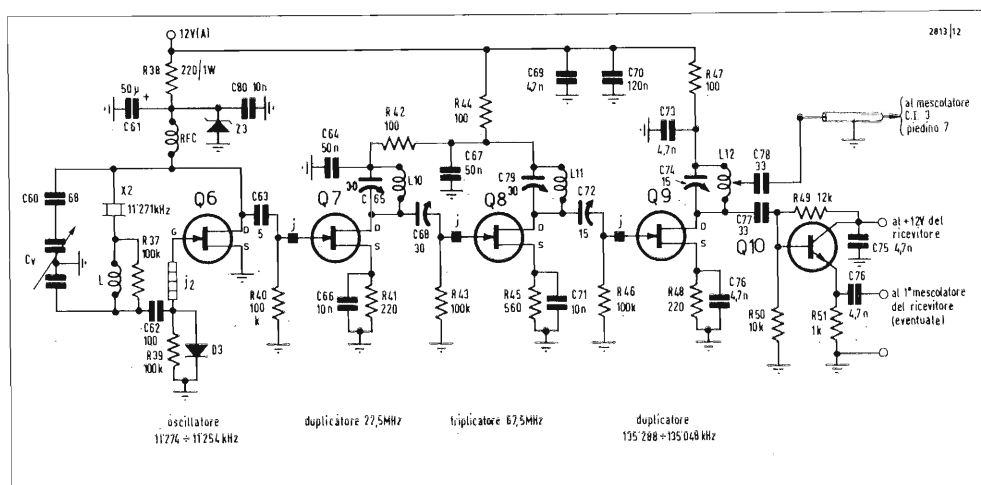 2813/12
12V(A)
R38
220/1W
50µ
+
C61
C80 10n
23
RFC
C60
68
X2
11'271kHz
Cv
L
R37
100k
j2
C62
100
R39
100k
D3
Q6
G
D
S
C63
5
j
R40
100
k
C64
50n
R42
100
30
C65
L10
Q7
D
S
C66
10n
R41
220
C68
30
R44
100
C67
50n
C79
30
L11
j
Q8
R43
100k
D
S
R45
560
C71
10n
C72
15
C69
4,7n
C70
120n
R46
100k
j
Q9
C73
4,7n
R47
100
C74
15
L12
D
S
R48
220
C76
4,7n
C78
33
C77
33
Q10
R49 12k
R50
10k
R51
1k
C75 4,7n
C76
4,7n
al mescolatore
C.I. 3
piedino 7
al +12V del
ricevitore
al 1° mescolatore
del ricevitore
(eventuale)
oscillatore
11'274 ÷ 11'254 kHz
duplicatore 22,5MHz
triplicatore 67,5MHz
duplicatore
135'288 ÷ 135'048 kHz